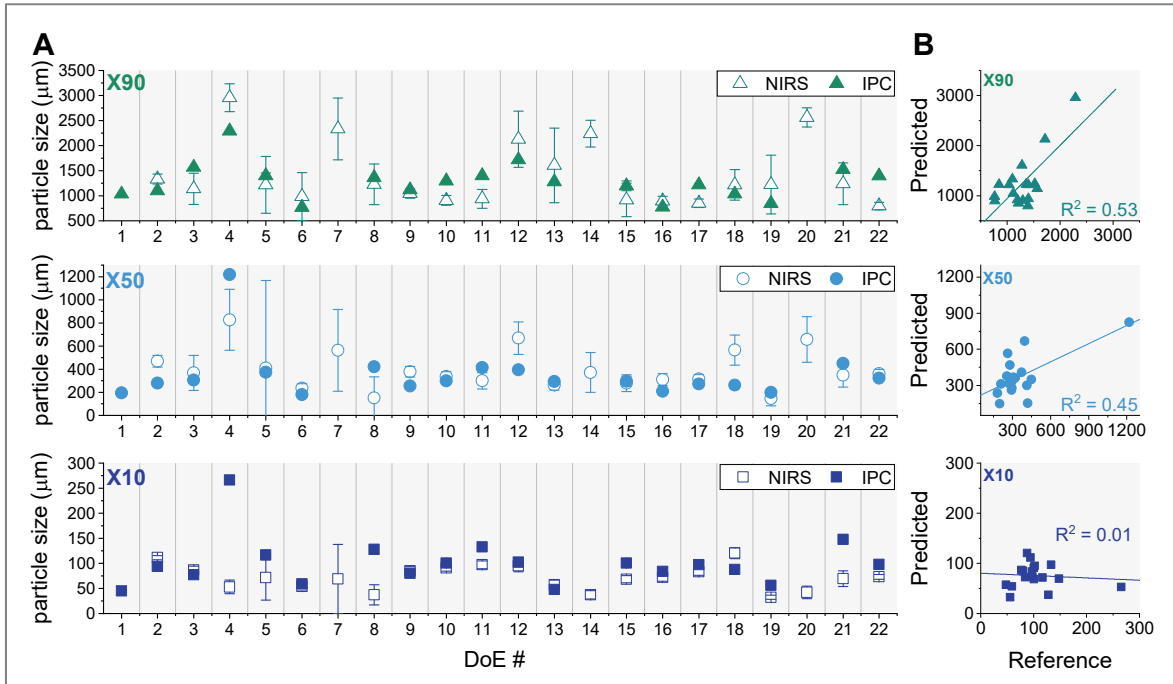 A
B
X90
particle size (µm)
3500
3000
2500
2000
1500
1000
500
NIRS IPC
1 2 3 4 5 6 7 8 9 10 11 12 13 14 15 16 17 18 19 20 21 22
X90
Predicted
3000
2000
1000
R² = 0.53
1000 2000 3000
X50
particle size (µm)
1200
1000
800
600
400
200
0
NIRS IPC
1 2 3 4 5 6 7 8 9 10 11 12 13 14 15 16 17 18 19 20 21 22
X50
Predicted
1200
900
600
300
R² = 0.45
300 600 900 1200
X10
particle size (µm)
300
250
200
150
100
50
0
NIRS IPC
1 2 3 4 5 6 7 8 9 10 11 12 13 14 15 16 17 18 19 20 21 22
DoE #
X10
Predicted
300
200
100
0
R² = 0.01
0 100 200 300
Reference